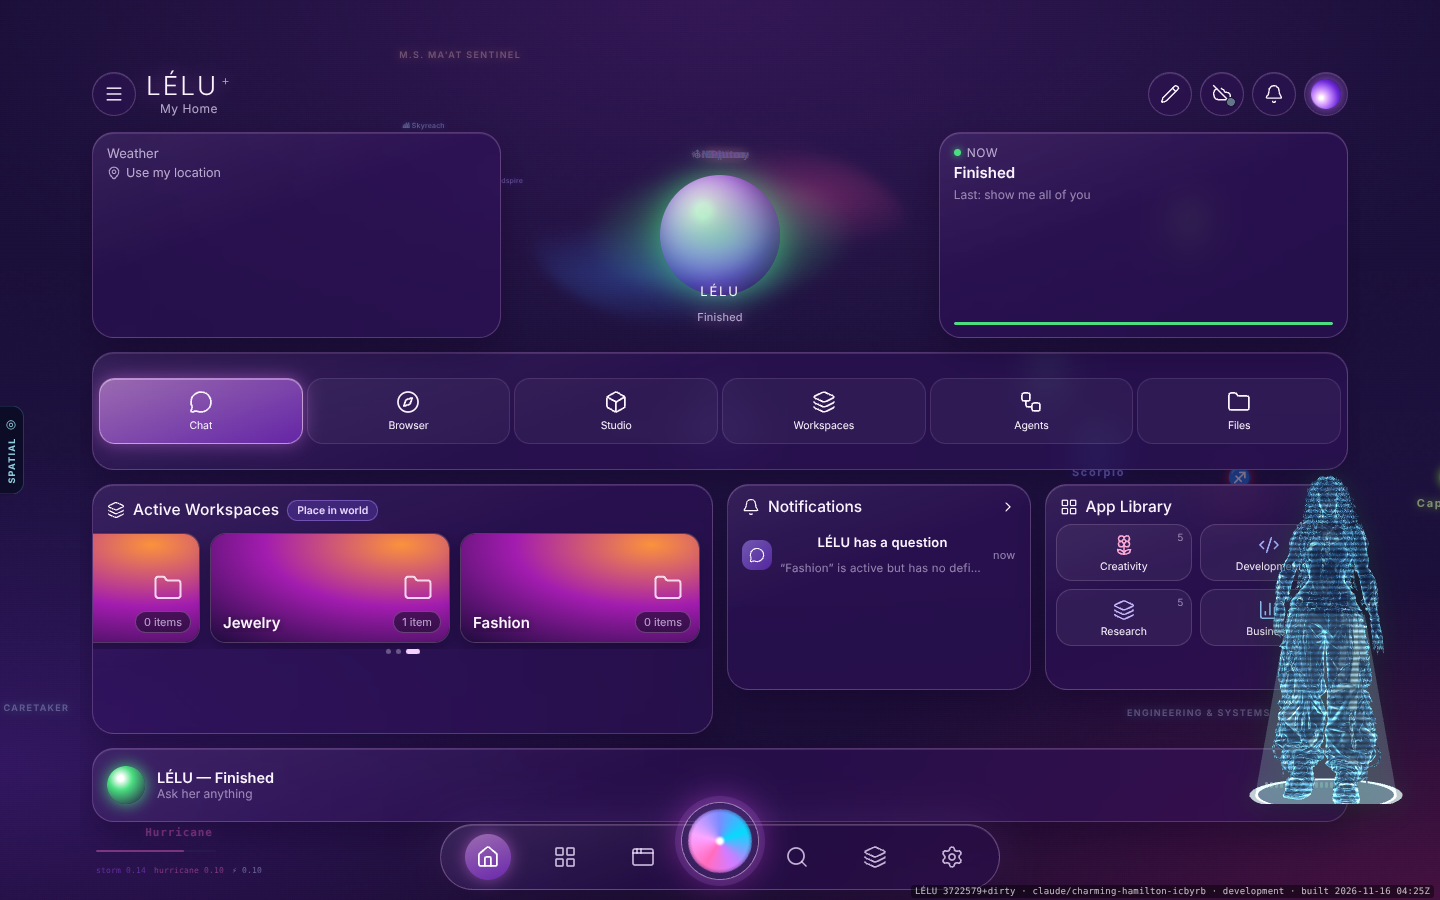 M.S. MA'AT SENTINEL
LÉLU +
My Home
Skyreach
Weather
Use my location
dspire
LÉLU
Finished
NOW
Finished
Last: show me all of you
Chat
Browser
Studio
Workspaces
Agents
Files
SPATIAL
Scorpio
Cap
Active Workspaces
Place in world
0 items
Jewelry
1 item
Fashion
0 items
Notifications
LÉLU has a question
“Fashion” is active but has no defi...
now
App Library
Creativity
5
Developm
Research
5
Busin
CARETAKER
ENGINEERING & SYSTEMS
LÉLU — Finished
Ask her anything
Hurricane
storm 0.14 hurricane 0.10 ⚡ 0.10
LÉLU 3722579+dirty · claude/charming-hamilton-icbyrb · development · built 2026-11-16 04:25Z